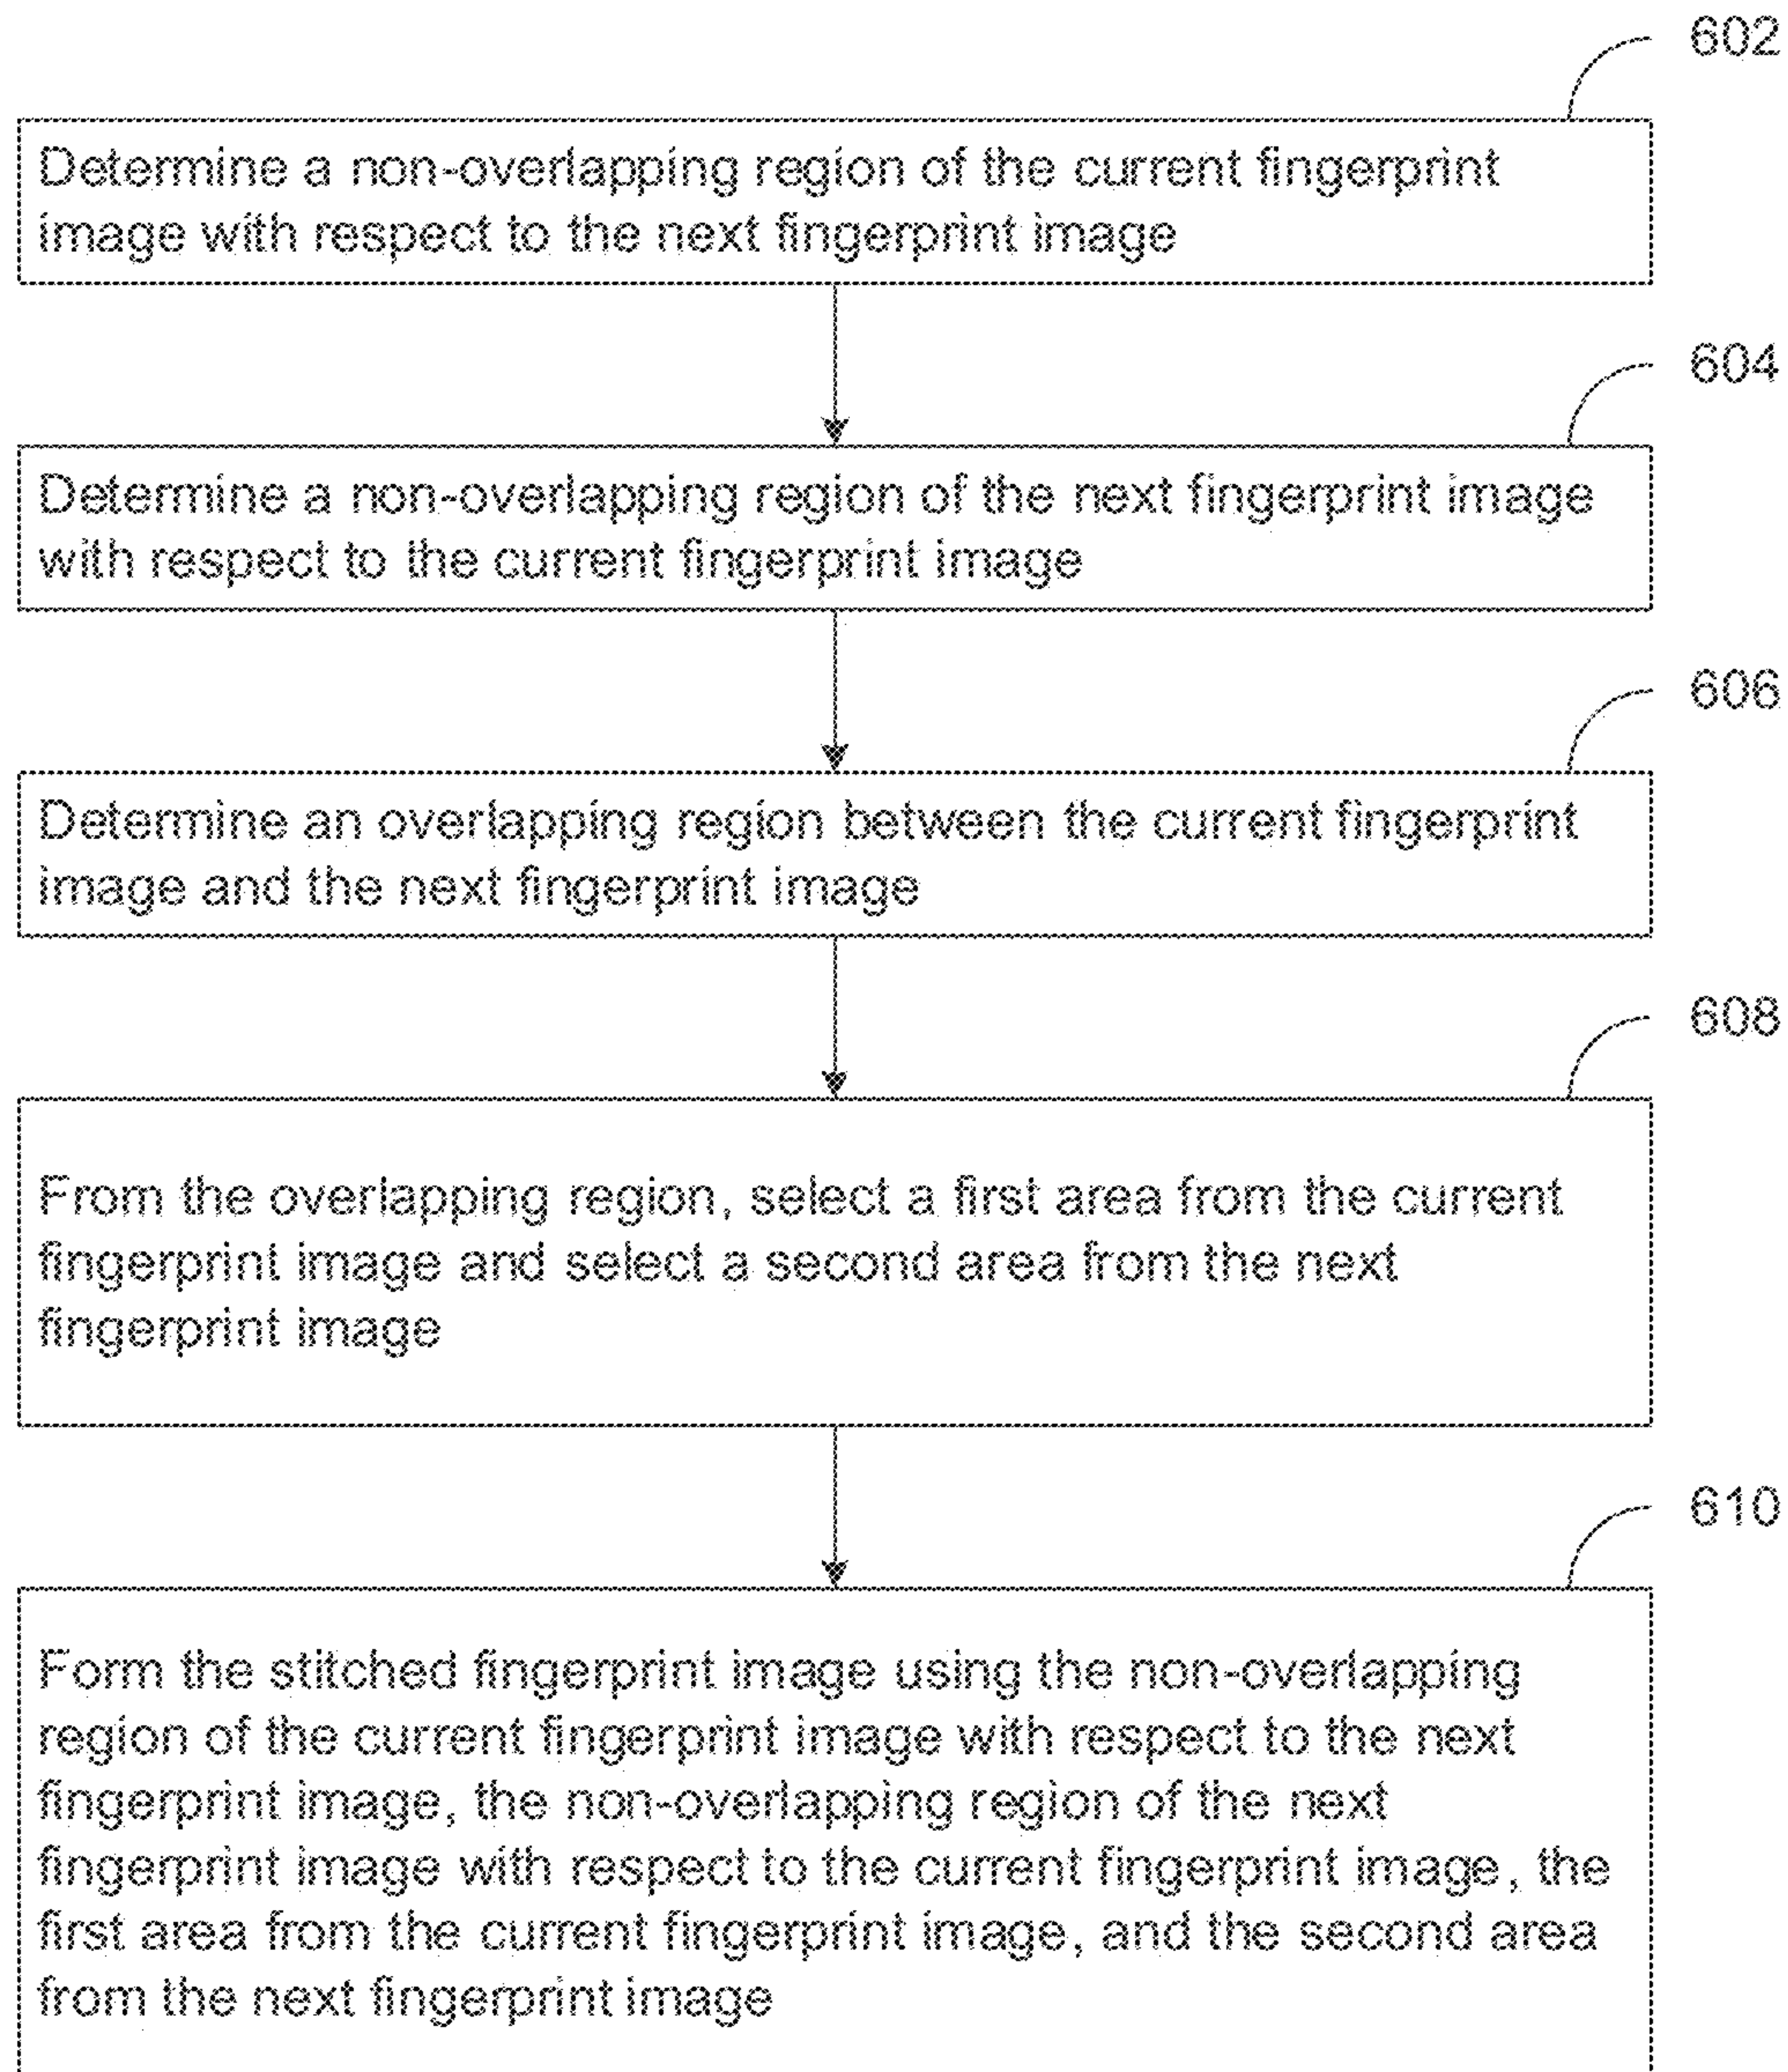 602
Determine a non-overlapping region of the current fingerprint
image with respect to the next fingerprint image
604
Determine a non-overlapping region of the next fingerprint image
with respect to the current fingerprint image
606
Determine an overlapping region between the current fingerprint
image and the next fingerprint image
608
From the overlapping region, select a first area from the current
fingerprint image and select a second area from the next
fingerprint image
610
Form the stitched fingerprint image using the non-overlapping
region of the current fingerprint image with respect to the next
fingerprint image, the non-overlapping region of the next
fingerprint image with respect to the current fingerprint image, the
first area from the current fingerprint image, and the second area
from the next fingerprint image